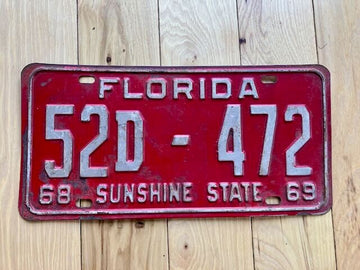 FLORIDA
52D - 472
68 SUNSHINE STATE 69